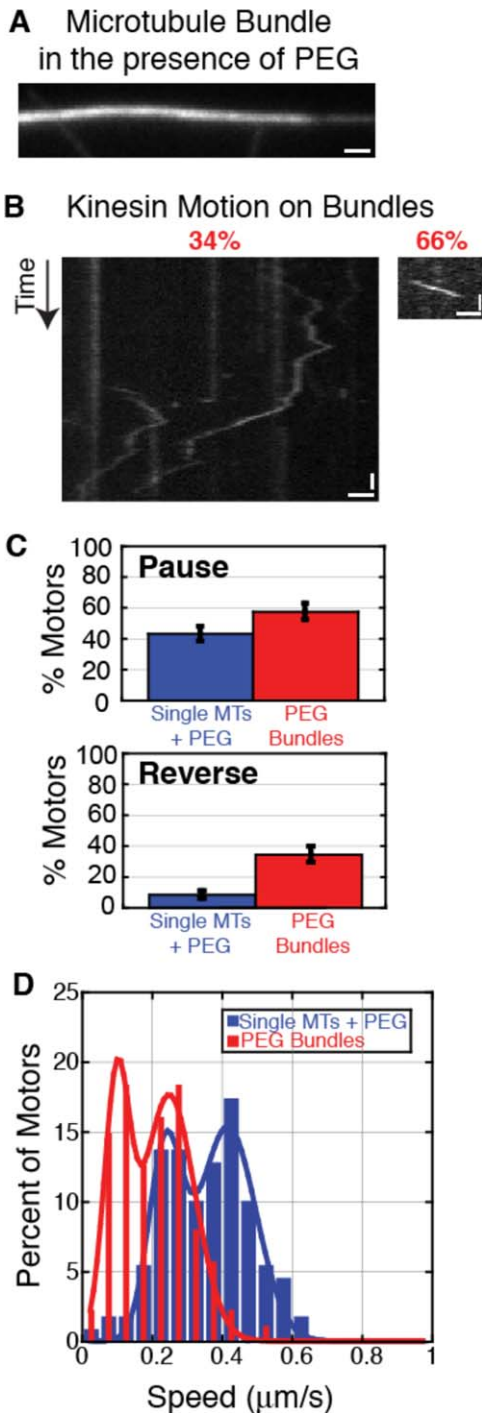 A Microtubule Bundle
in the presence of PEG
B Kinesin Motion on Bundles
34% 66%
Time
C
100
80
60
40
20
0
% Motors
Pause
Single MTs
+ PEG
PEG
Bundles
100
80
60
40
20
0
% Motors
Reverse
Single MTs
+ PEG
PEG
Bundles
D
25
20
15
10
5
0
Percent of Motors
Single MTs + PEG
PEG Bundles
0 0.2 0.4 0.6 0.8 1
Speed (μm/s)